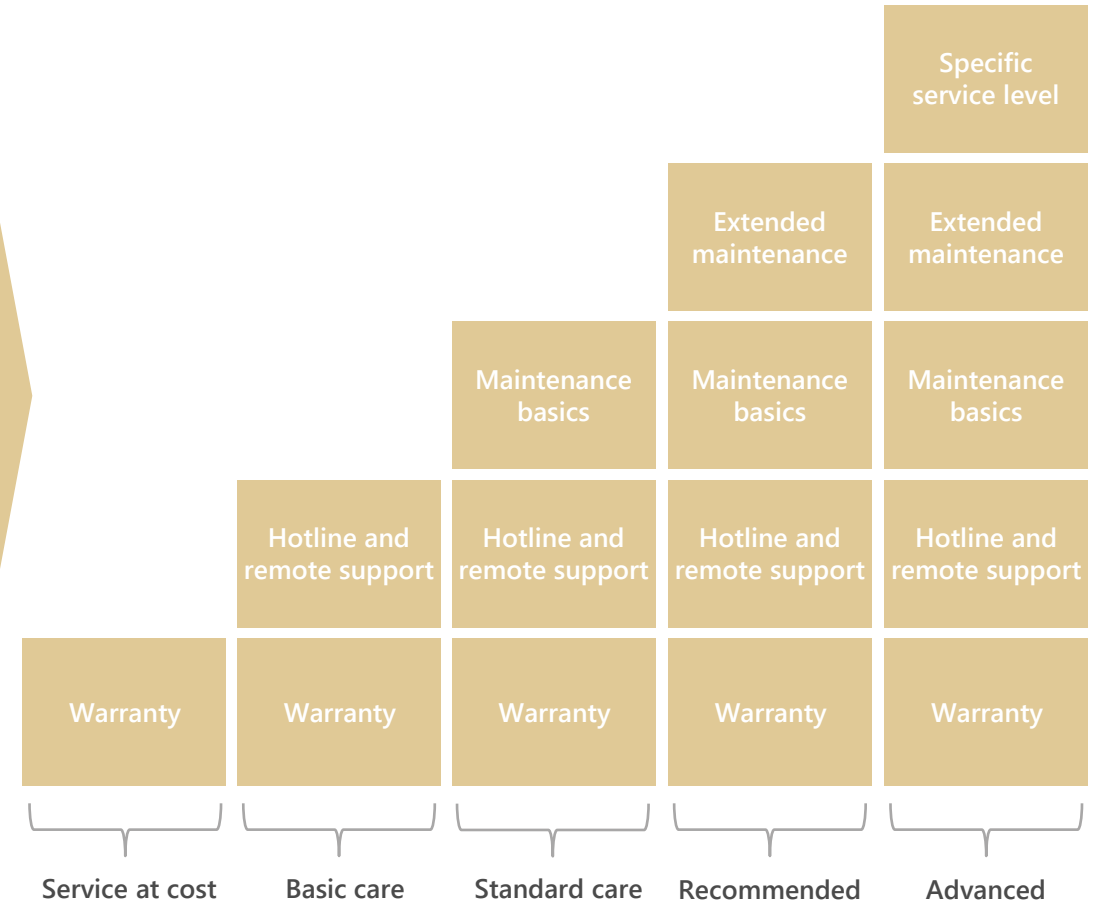 Specific
service level
Extended
maintenance
Extended
maintenance
Maintenance
basics
Maintenance
basics
Maintenance
basics
Hotline and
remote support
Hotline and
remote support
Hotline and
remote support
Hotline and
remote support
Warranty
Warranty
Warranty
Warranty
Warranty
Service at cost
Basic care
Standard care
Recommended
Advanced